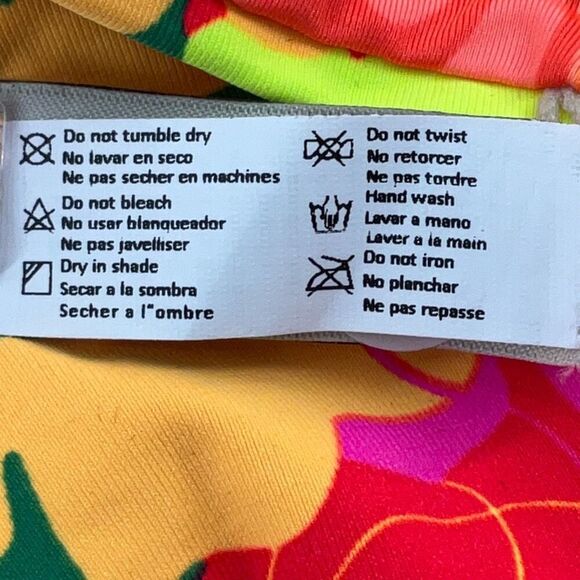 Do not tumble dry
No lavar en seco
Ne pas secher en machines
Do not bleach
No usar blanqueador
Ne pas javelliser
Dry in shade
Secar a la sombra
Secher a l"ombre
Do not twist
No retorcer
Ne pas tordre
Hand wash
Lavar a mano
Laver a la main
Do not iron
No planchar
Ne pas repasse